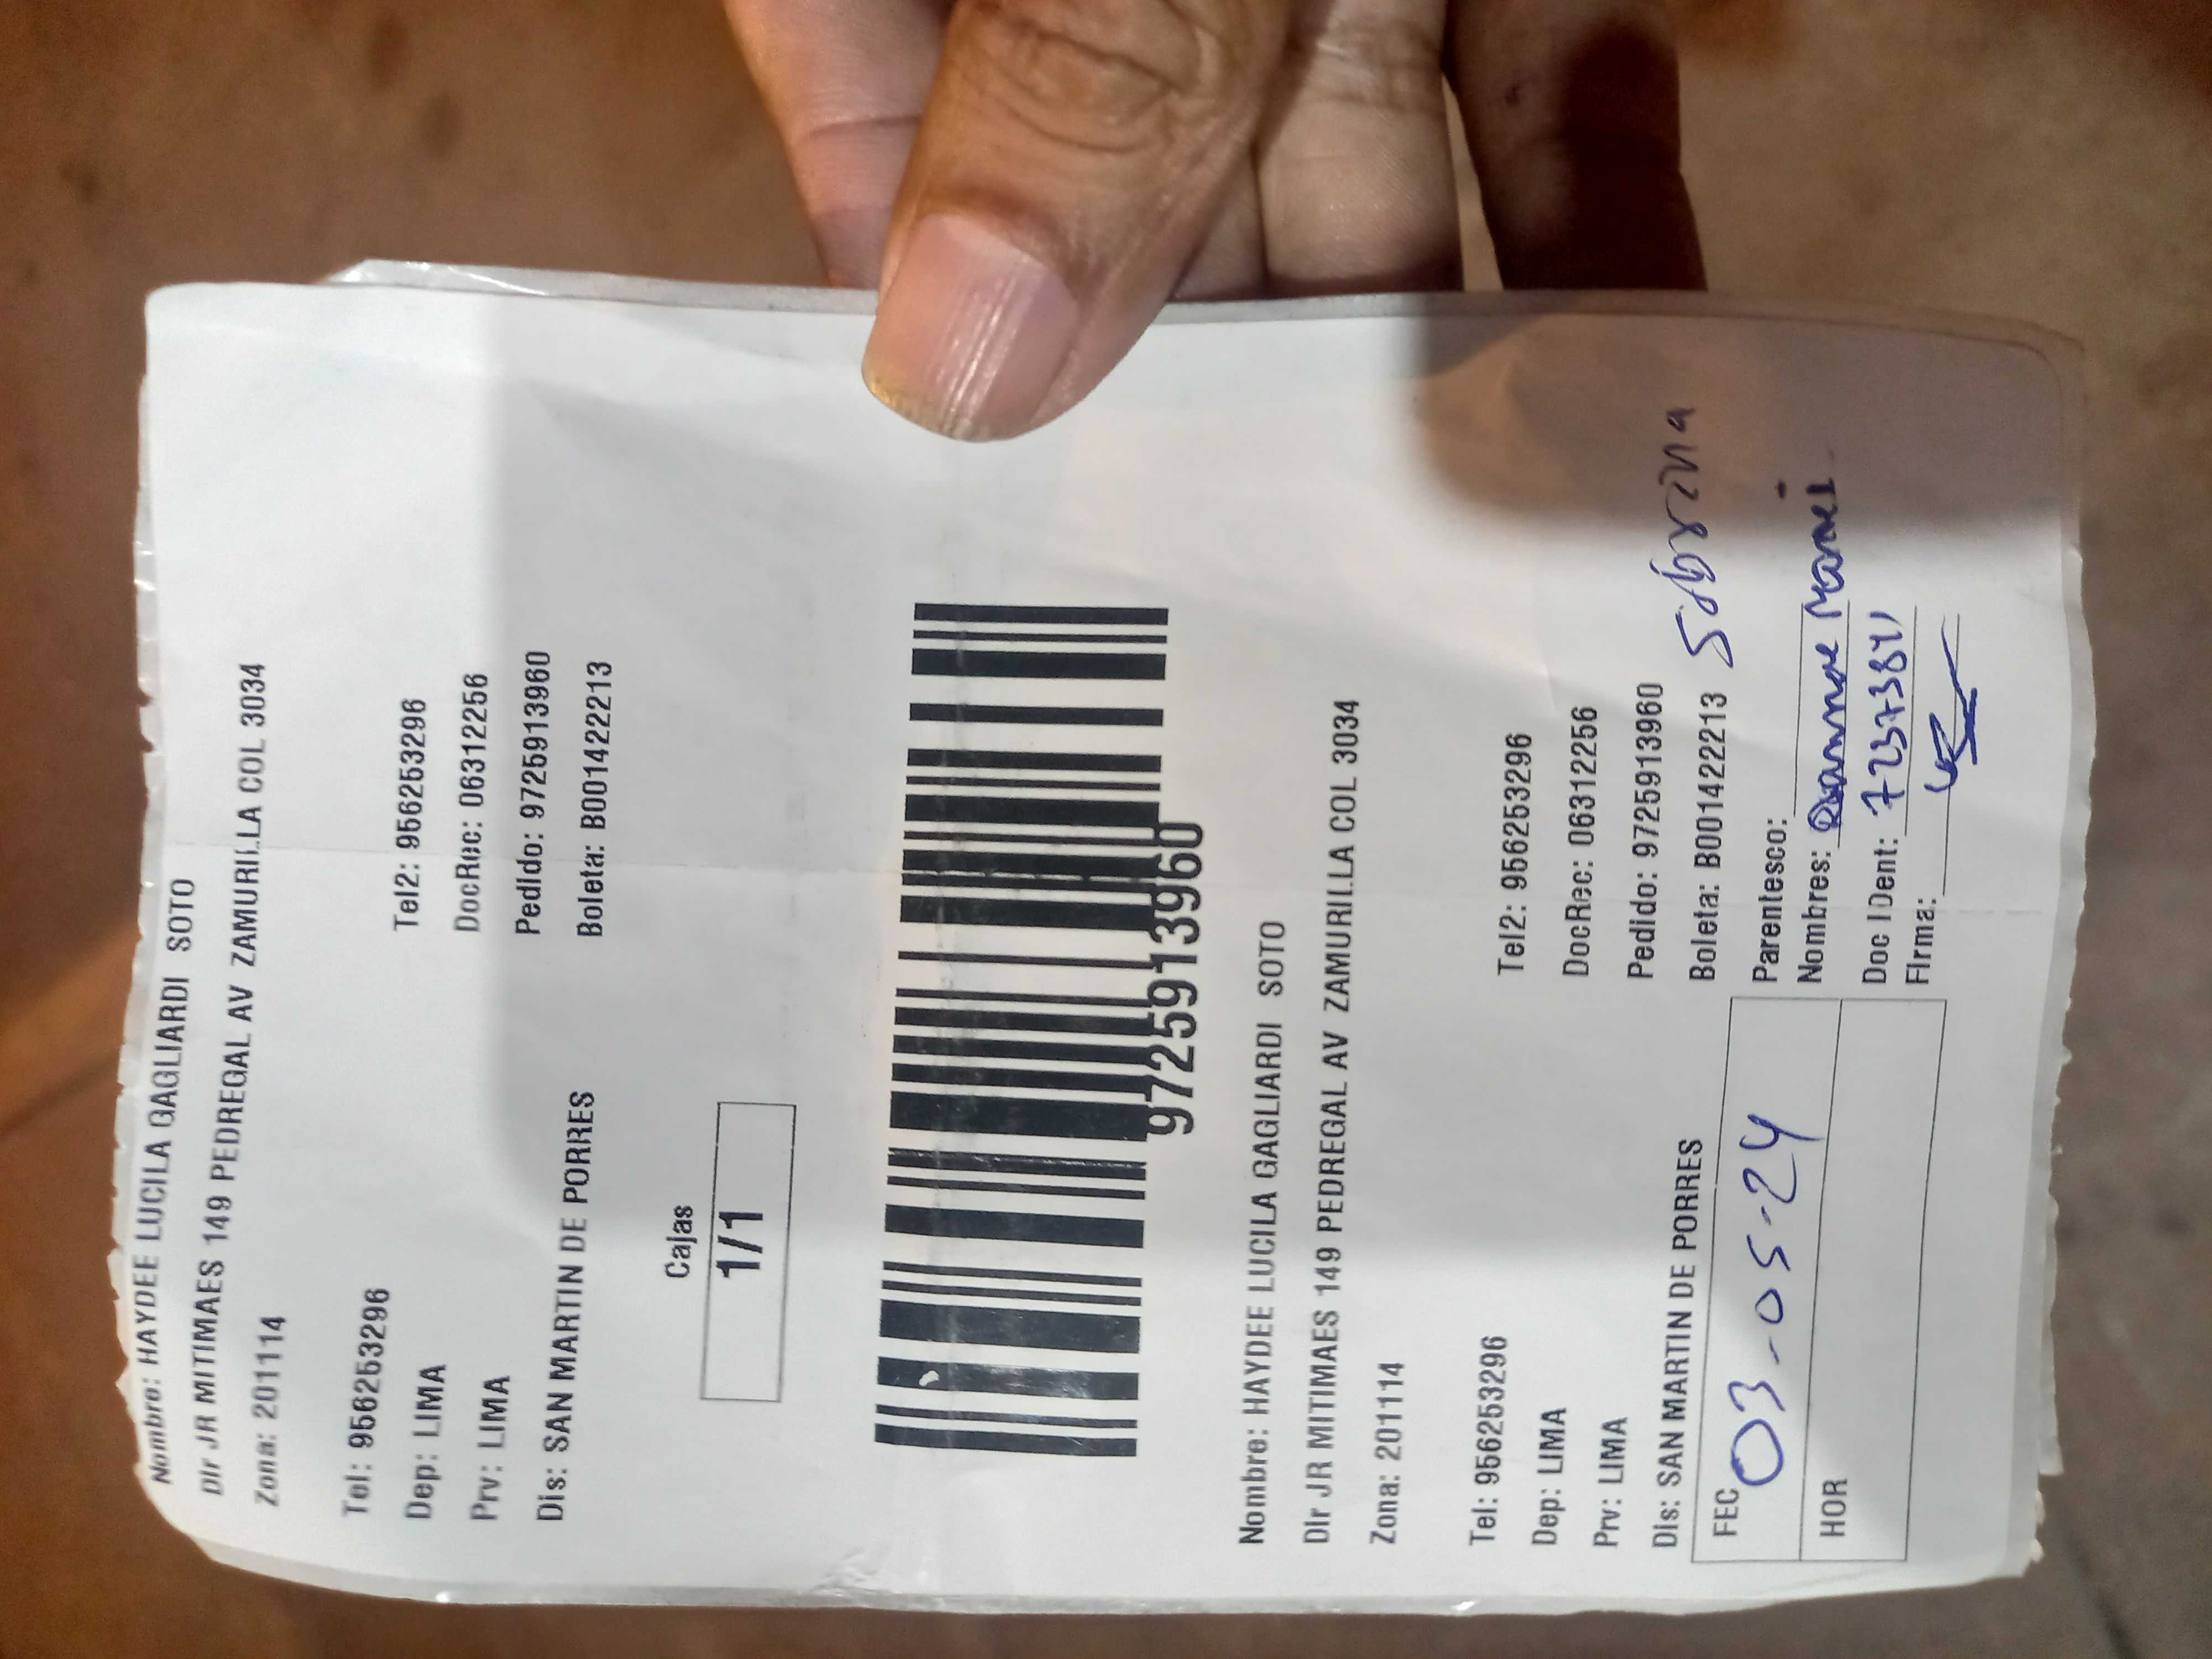 Nombre: HAYDEE LUCILA GAGLIARDI SOTO
Dir JR MITIMAES 149 PEDREGAL AV ZAMURILLA COL 3034
Zona: 201114
Tel: 956253296 Tel2: 956253296
Dep: LIMA DocRec: 06312256
Prv: LIMA Pedido: 9725913960
Dis: SAN MARTIN DE PORRES Boleta: B001422213
Cajas
1/1
9725913960
Nombre: HAYDEE LUCILA GAGLIARDI SOTO
Dir JR MITIMAES 149 PEDREGAL AV ZAMURILLA COL 3034
Zona: 201114
Tel: 956253296 Tel2: 956253296
Dep: LIMA DocRec: 06312256
Prv: LIMA Pedido: 9725913960
Dis: SAN MARTIN DE PORRES Boleta: B001422213
FEC 03-05-24 Parentesco: Sobrina
HOR Nombres:
Doc IDent:
Firma: